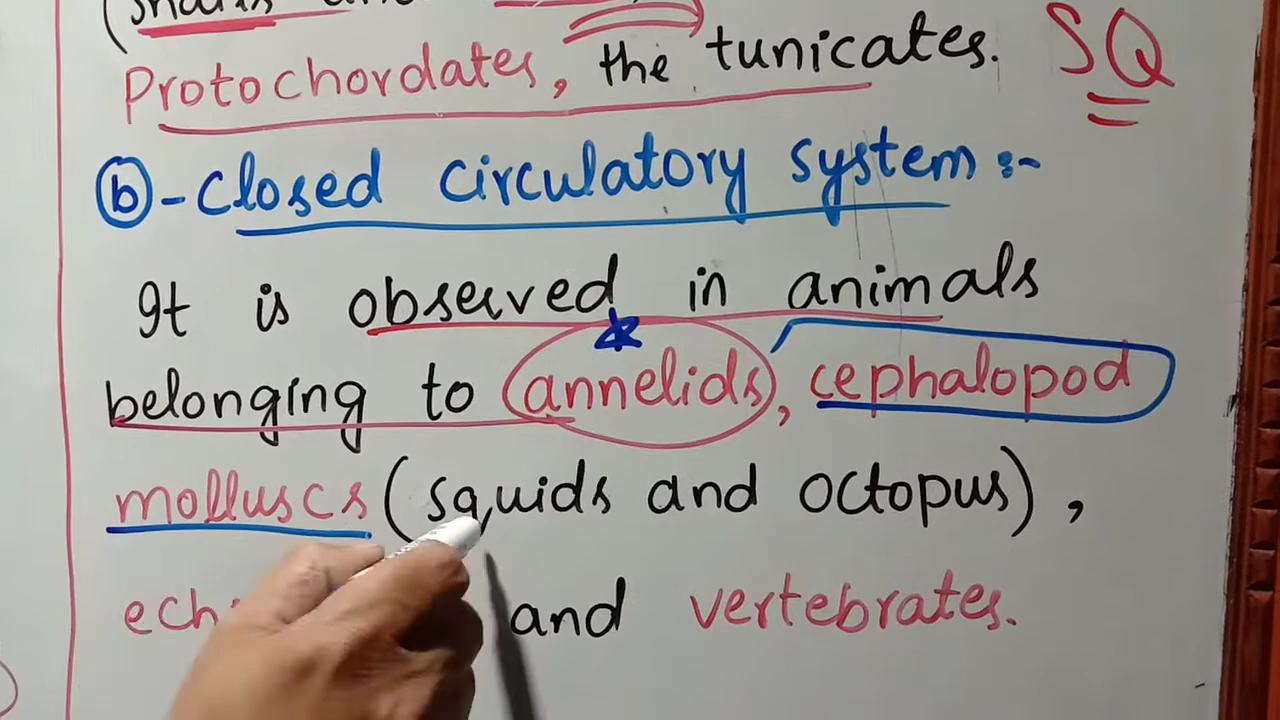 Protochordates, the tunicates. SQ
b - Closed circulatory system :-
It is observed in animals
belonging to annelids, cephalopod
molluscs (squids and octopus),
and vertebrates.